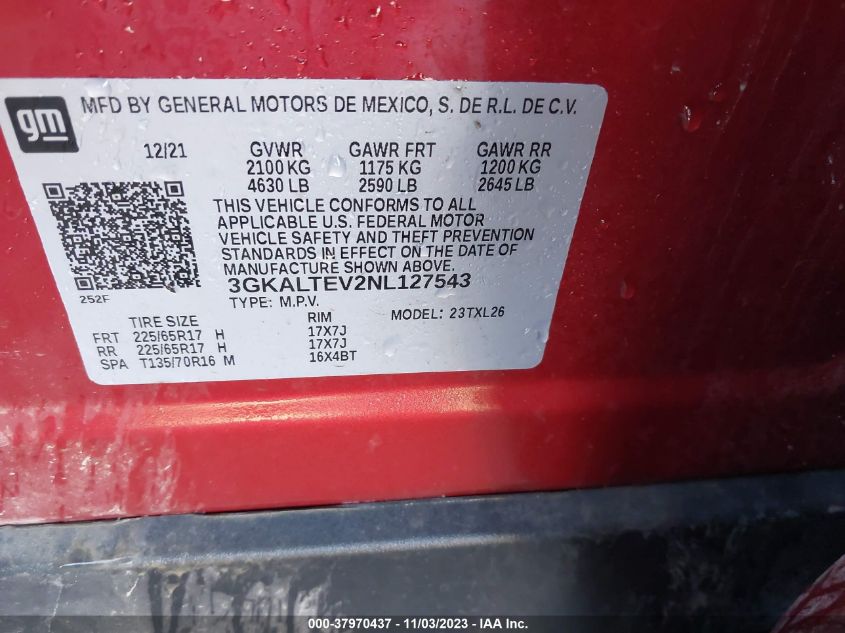 gm
MFD BY GENERAL MOTORS DE MEXICO, S. DE R.L. DE C.V.
12/21 GVWR GAWR FRT GAWR RR
2100 KG 1175 KG 1200 KG
4630 LB 2590 LB 2645 LB
THIS VEHICLE CONFORMS TO ALL
APPLICABLE U.S. FEDERAL MOTOR
VEHICLE SAFETY AND THEFT PREVENTION
STANDARDS IN EFFECT ON THE DATE OF
MANUFACTURE SHOWN ABOVE.
252F
3GKALTEV2NL127543
TYPE: M.P.V. MODEL: 23TXL26
TIRE SIZE RIM
FRT 225/65R17 H 17X7J
RR 225/65R17 H 17X7J
SPA T135/70R16 M 16X4BT
000-37970437 - 11/03/2023 - IAA Inc.